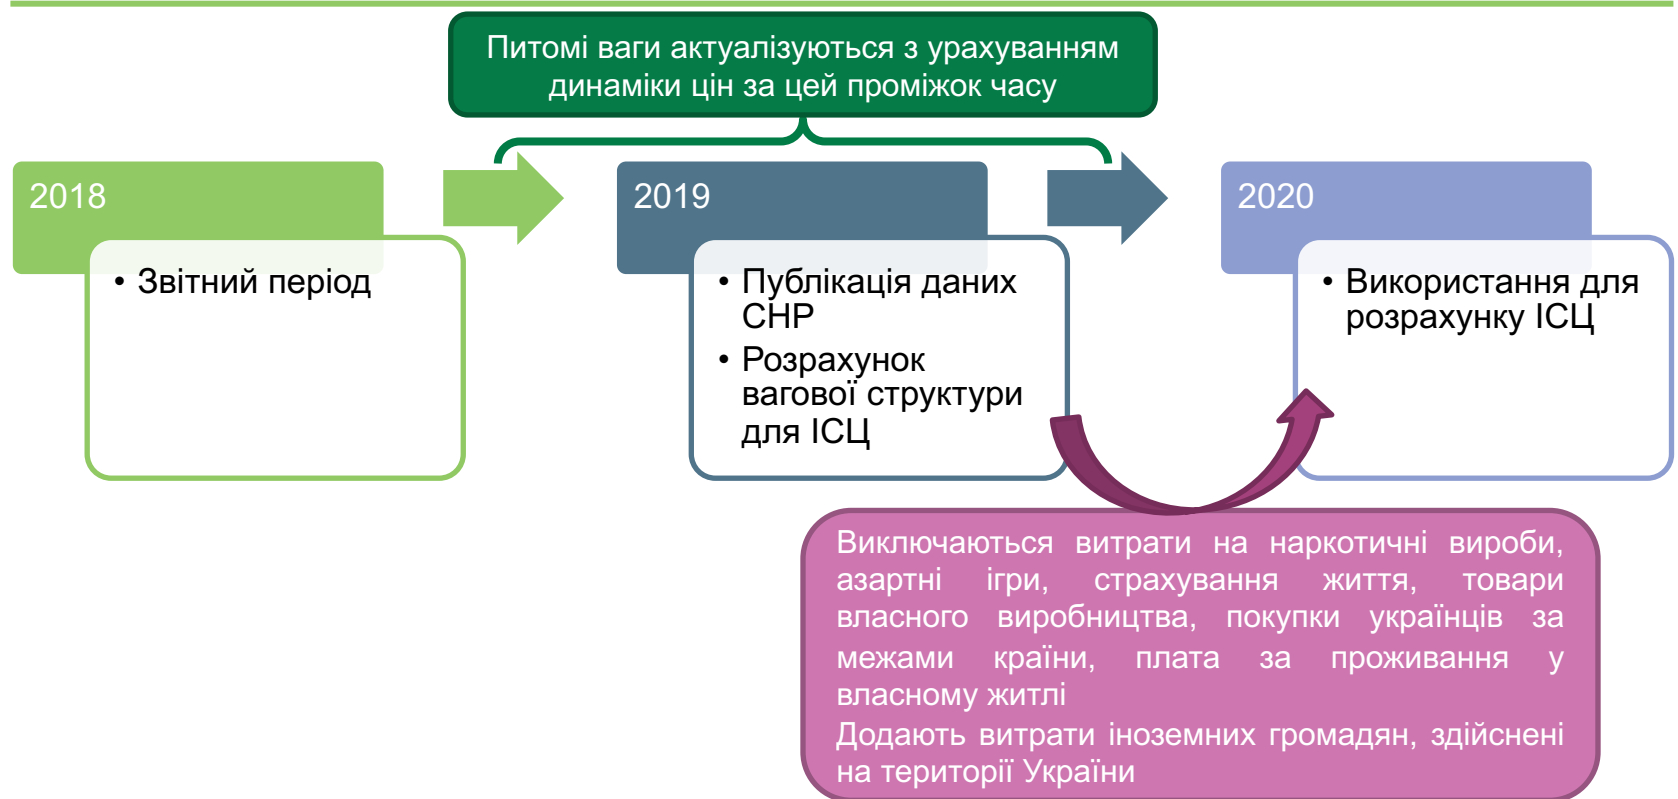 Питомі ваги актуалізуються з урахуванням
динаміки цін за цей проміжок часу
2018
• Звітний період
2019
• Публікація даних
СНР
• Розрахунок
вагової структури
для ІСЦ
2020
• Використання для
розрахунку ІСЦ
Виключаються витрати на наркотичні вироби,
азартні ігри, страхування життя, товари
власного виробництва, покупки українців за
межами країни, плата за проживання у
власному житлі
Додають витрати іноземних громадян, здійснені
на території України